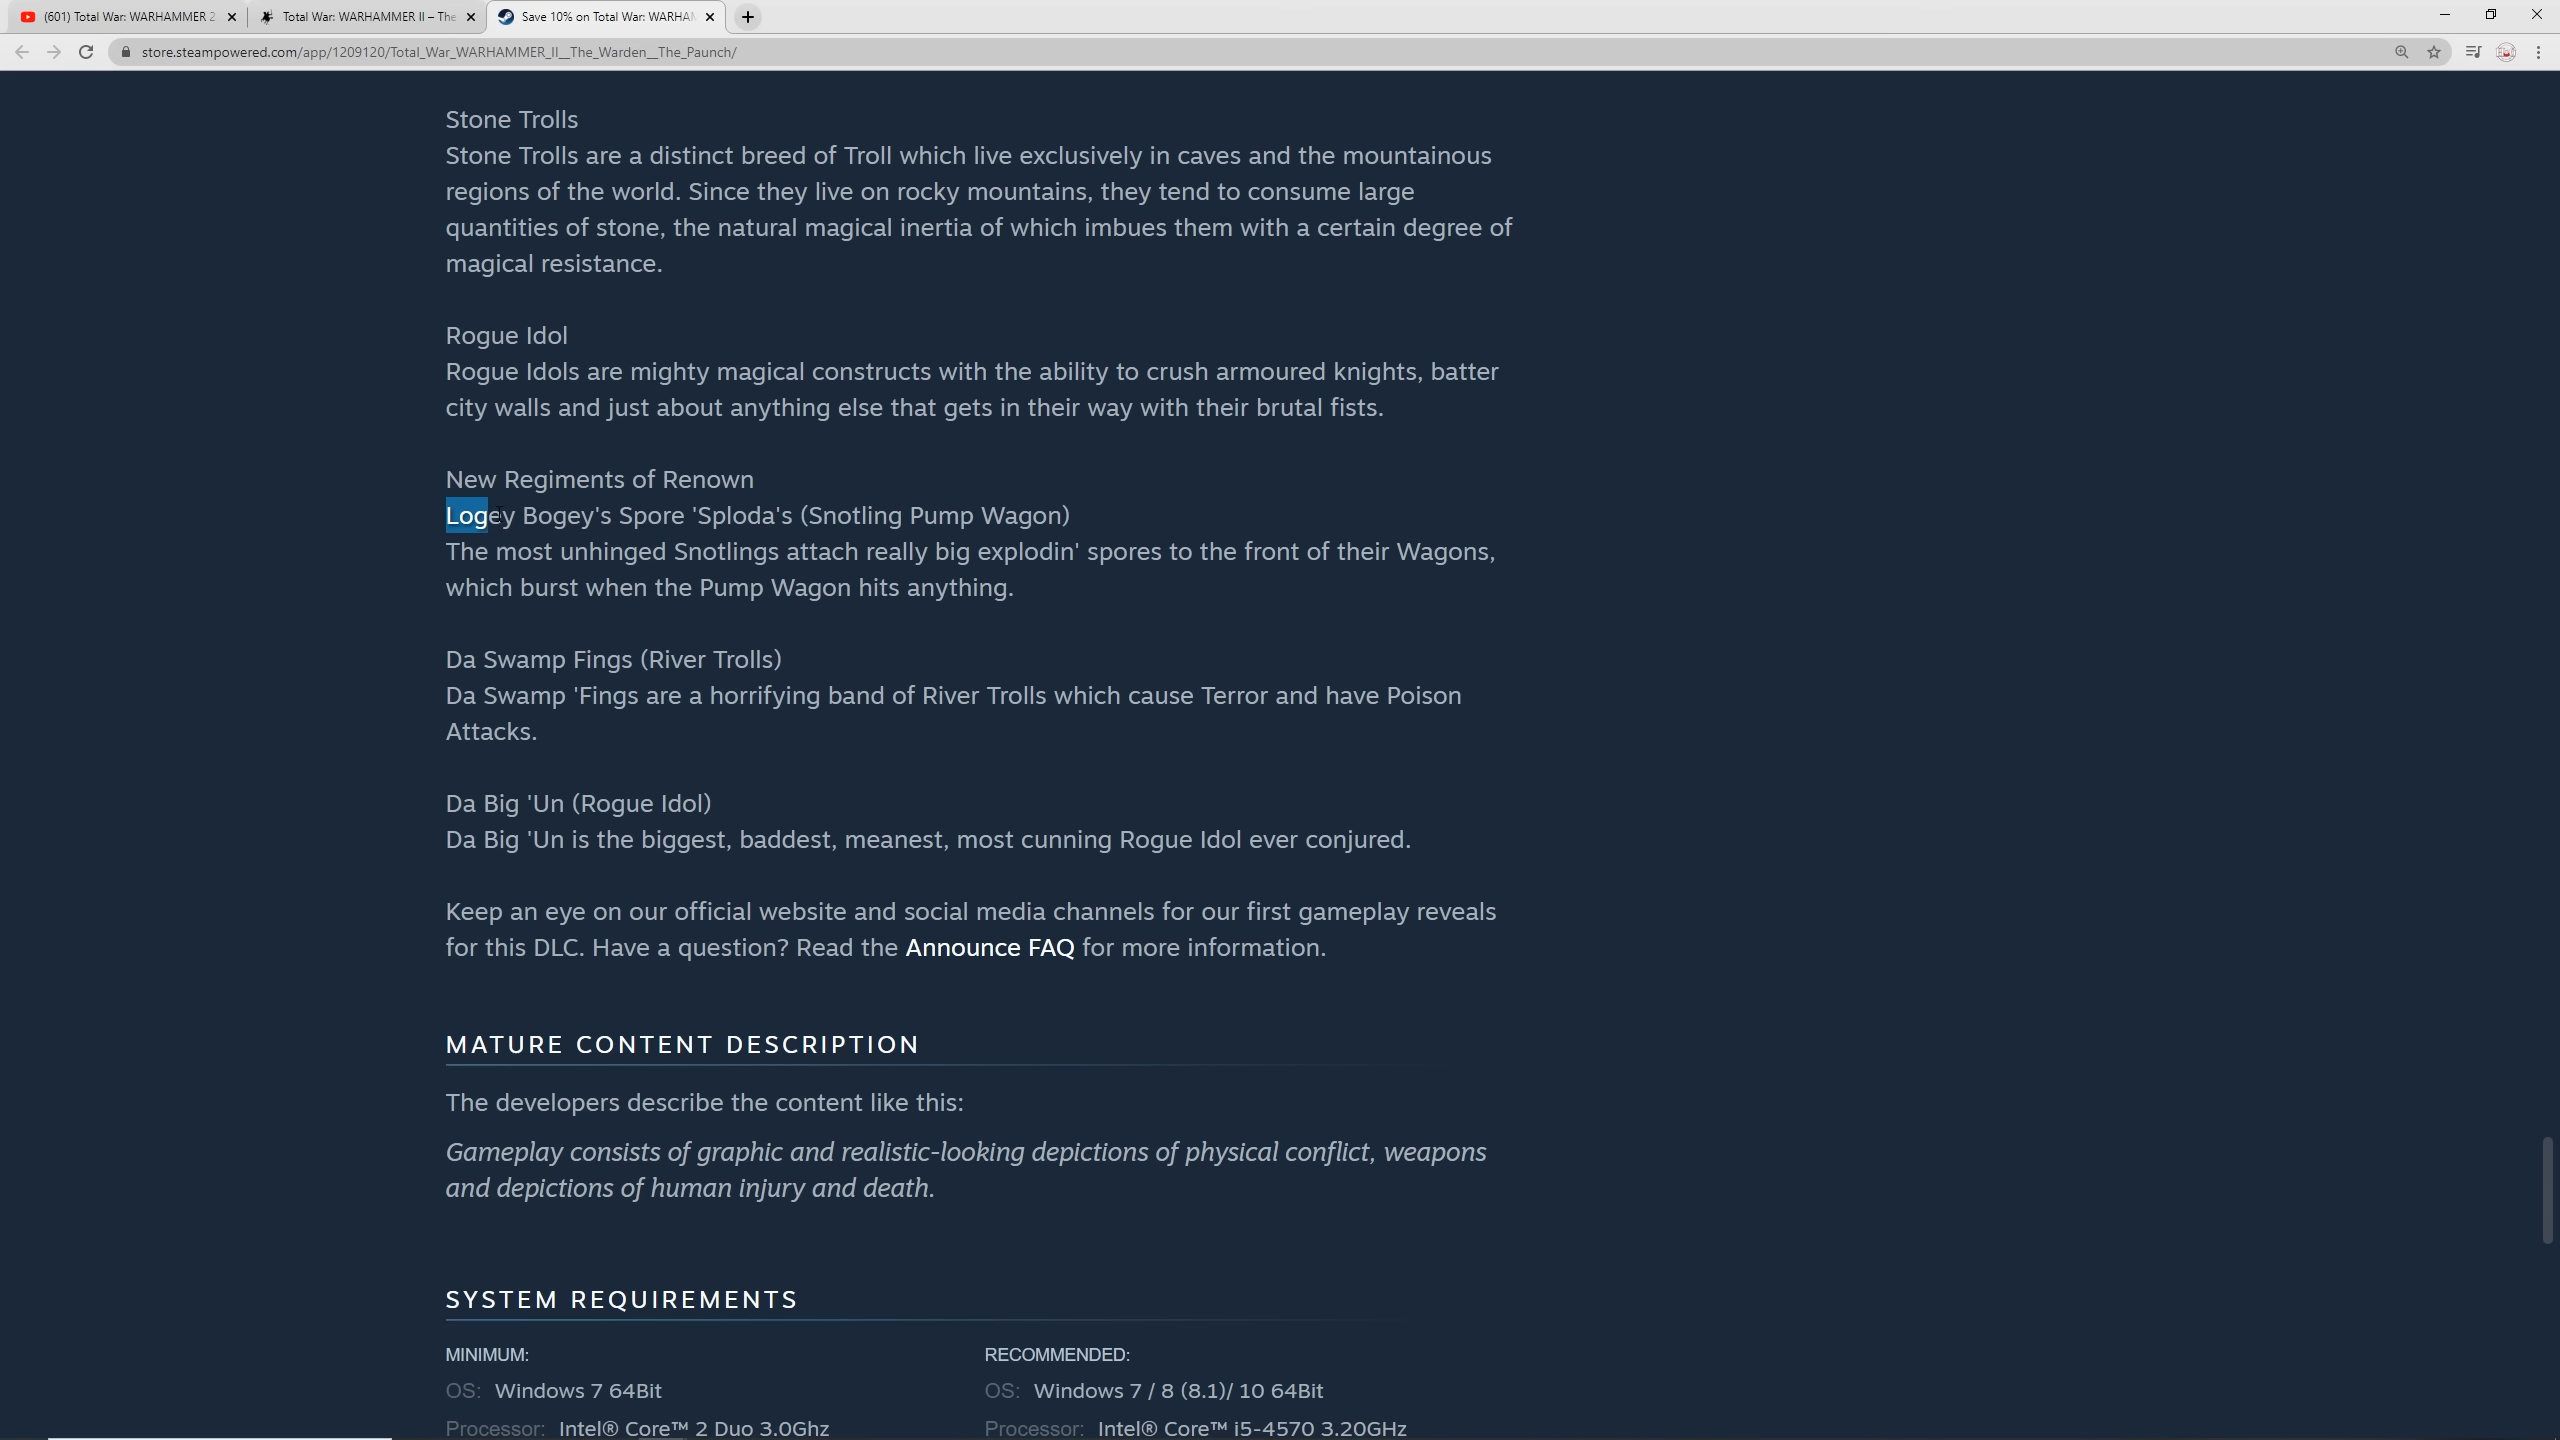 (601) Total War: WARHAMMER 2
Total War: WARHAMMER II – The
Save 10% on Total War: WARHA
store.steampowered.com/app/1209120/Total_War_WARHAMMER_II__The_Warden__The_Paunch/
Stone Trolls
Stone Trolls are a distinct breed of Troll which live exclusively in caves and the mountainous
regions of the world. Since they live on rocky mountains, they tend to consume large
quantities of stone, the natural magical inertia of which imbues them with a certain degree of
magical resistance.
Rogue Idol
Rogue Idols are mighty magical constructs with the ability to crush armoured knights, batter
city walls and just about anything else that gets in their way with their brutal fists.
New Regiments of Renown
Logey Bogey's Spore 'Sploda's (Snotling Pump Wagon)
The most unhinged Snotlings attach really big explodin' spores to the front of their Wagons,
which burst when the Pump Wagon hits anything.
Da Swamp Fings (River Trolls)
Da Swamp 'Fings are a horrifying band of River Trolls which cause Terror and have Poison
Attacks.
Da Big 'Un (Rogue Idol)
Da Big 'Un is the biggest, baddest, meanest, most cunning Rogue Idol ever conjured.
Keep an eye on our official website and social media channels for our first gameplay reveals
for this DLC. Have a question? Read the Announce FAQ for more information.
MATURE CONTENT DESCRIPTION
The developers describe the content like this:
Gameplay consists of graphic and realistic-looking depictions of physical conflict, weapons
and depictions of human injury and death.
SYSTEM REQUIREMENTS
MINIMUM:
OS: Windows 7 64Bit
Processor: Intel® Core™ 2 Duo 3.0Ghz
RECOMMENDED:
OS: Windows 7 / 8 (8.1)/ 10 64Bit
Processor: Intel® Core™ i5-4570 3.20GHz